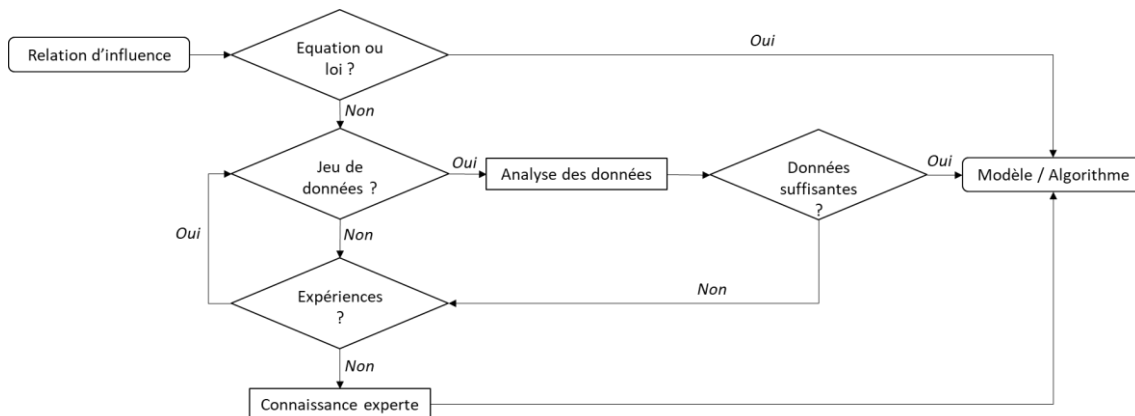 Relation d'influence
Equation ou
loi ?
Oui
Non
Jeu de
données ?
Oui
Analyse des données
Données
suffisantes
?
Oui
Modèle / Algorithme
Oui
Non
Non
Expériences
?
Non
Connaissance experte